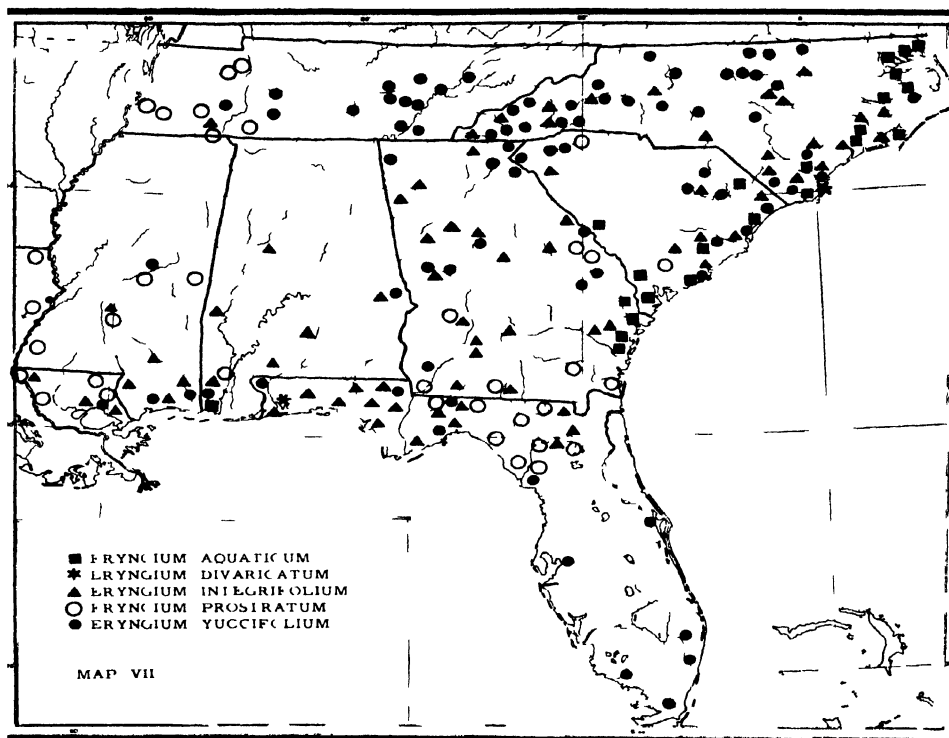 ERYNGIUM AQUATICUM
ERYNGIUM DIVARICATUM
ERYNGIUM INTEGRIFOLIUM
ERYNGIUM PROSTRATUM
ERYNGIUM YUCCIFOLIUM
MAP VII